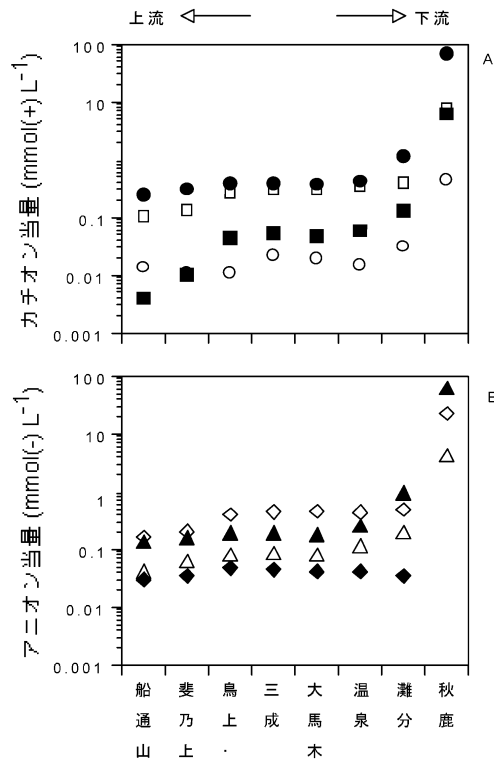 上流
下流
A
カチオン当量 (mmol(+) L⁻¹)
100
10
0.1
0.01
0.001
B
アニオン当量 (mmol(-) L⁻¹)
100
10
1
0.1
0.01
0.001
船通山
斐乃上
鳥上.
三成
大馬木
温泉
灘分
秋鹿